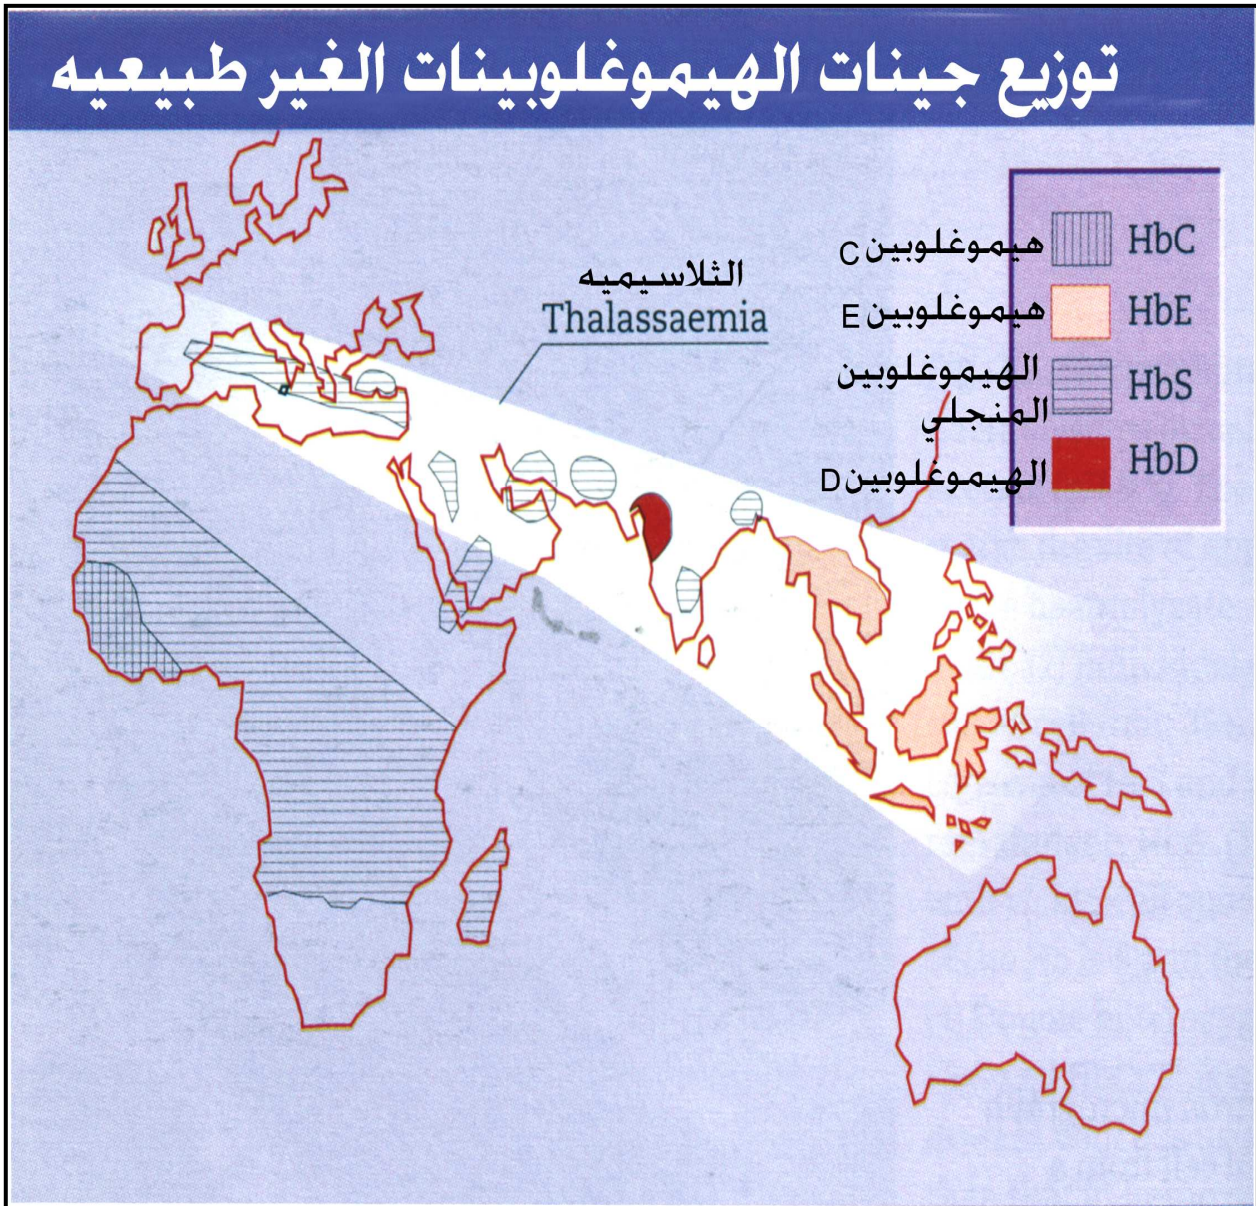 توزيع جينات الهيموغلوبينات الغير طبيعيه
الثلاسيميه
Thalassaemia
هيموغلوبين C HbC
هيموغلوبين E HbE
الهيموغلوبين المنجلي HbS
الهيموغلوبين D HbD